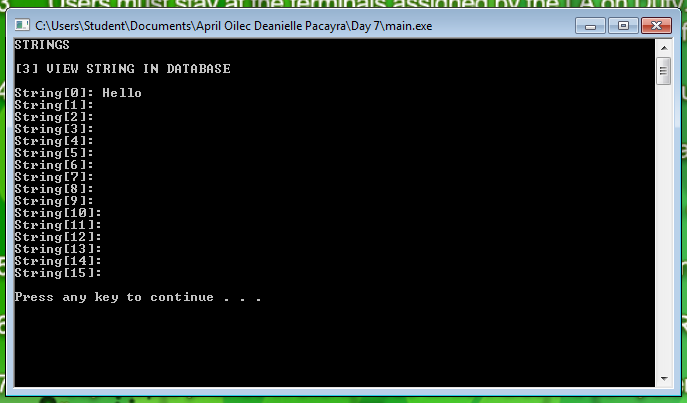 3. Users must stay at the terminals assigned by the LA on Duty
C:\Users\Student\Documents\April Oilec Deanielle Pacayra\Day 7\main.exe
STRINGS
[3] VIEW STRING IN DATABASE
String[0]: Hello
String[1]:
String[2]:
String[3]:
String[4]:
String[5]:
String[6]:
String[7]:
String[8]:
String[9]:
String[10]:
String[11]:
String[12]:
String[13]:
String[14]:
String[15]:
Press any key to continue . . .